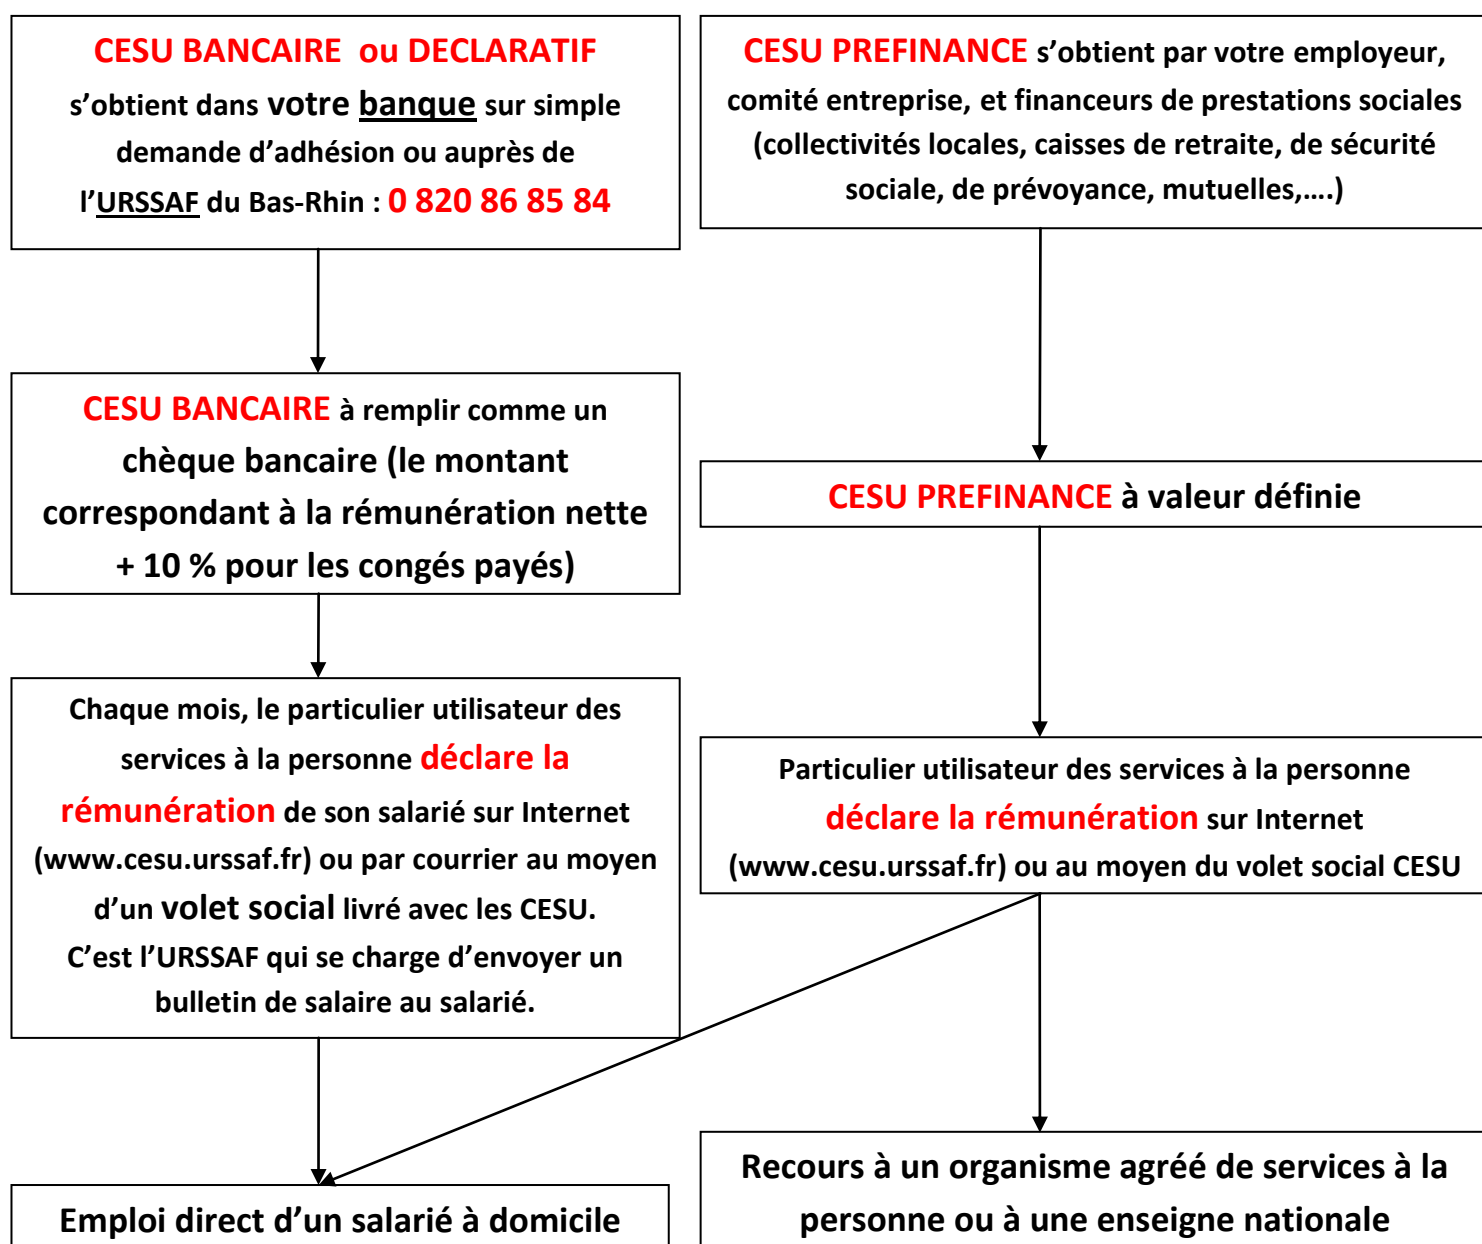 CESU BANCAIRE  ou DECLARATIF
s’obtient dans votre banque sur simple
demande d’adhésion ou auprès de
l’URSSAF du Bas-Rhin : 0 820 86 85 84
CESU PREFINANCE s’obtient par votre employeur,
comité entreprise, et financeurs de prestations sociales
(collectivités locales, caisses de retraite, de sécurité
sociale, de prévoyance, mutuelles,….)
CESU BANCAIRE à remplir comme un
chèque bancaire (le montant
correspondant à la rémunération nette
+ 10 % pour les congés payés)
CESU PREFINANCE à valeur définie
Chaque mois, le particulier utilisateur des
services à la personne déclare la
rémunération de son salarié sur Internet
(www.cesu.urssaf.fr) ou par courrier au moyen
d’un volet social livré avec les CESU.
C’est l’URSSAF qui se charge d’envoyer un
bulletin de salaire au salarié.
Particulier utilisateur des services à la personne
déclare la rémunération sur Internet
(www.cesu.urssaf.fr) ou au moyen du volet social CESU
Emploi direct d’un salarié à domicile
Recours à un organisme agréé de services à la
personne ou à une enseigne nationale